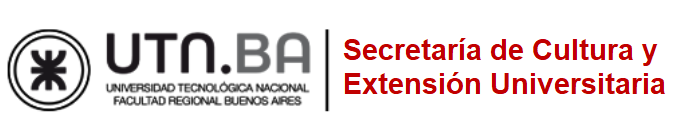 UTN.BA
UNIVERSIDAD TECNOLÓGICA NACIONAL
FACULTAD REGIONAL BUENOS AIRES
Secretaría de Cultura y
Extensión Universitaria